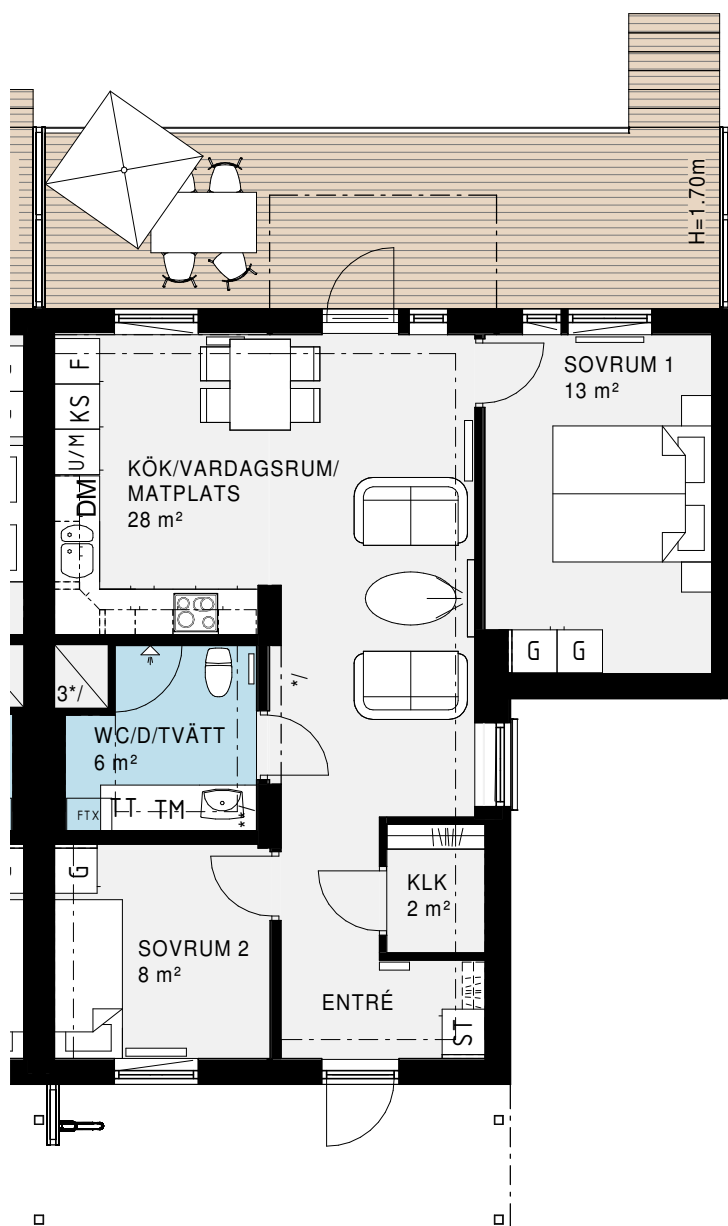 H=1.70m
SOVRUM 1
13 m²
F
KS
U/M
DM
KÖK/VARDAGSRUM/
MATPLATS
28 m²
G
G
*/
3*/
WC/D/TVÄTT
6 m²
FTX
TT
TM
**
G
KLK
2 m²
SOVRUM 2
8 m²
ENTRÉ
ST